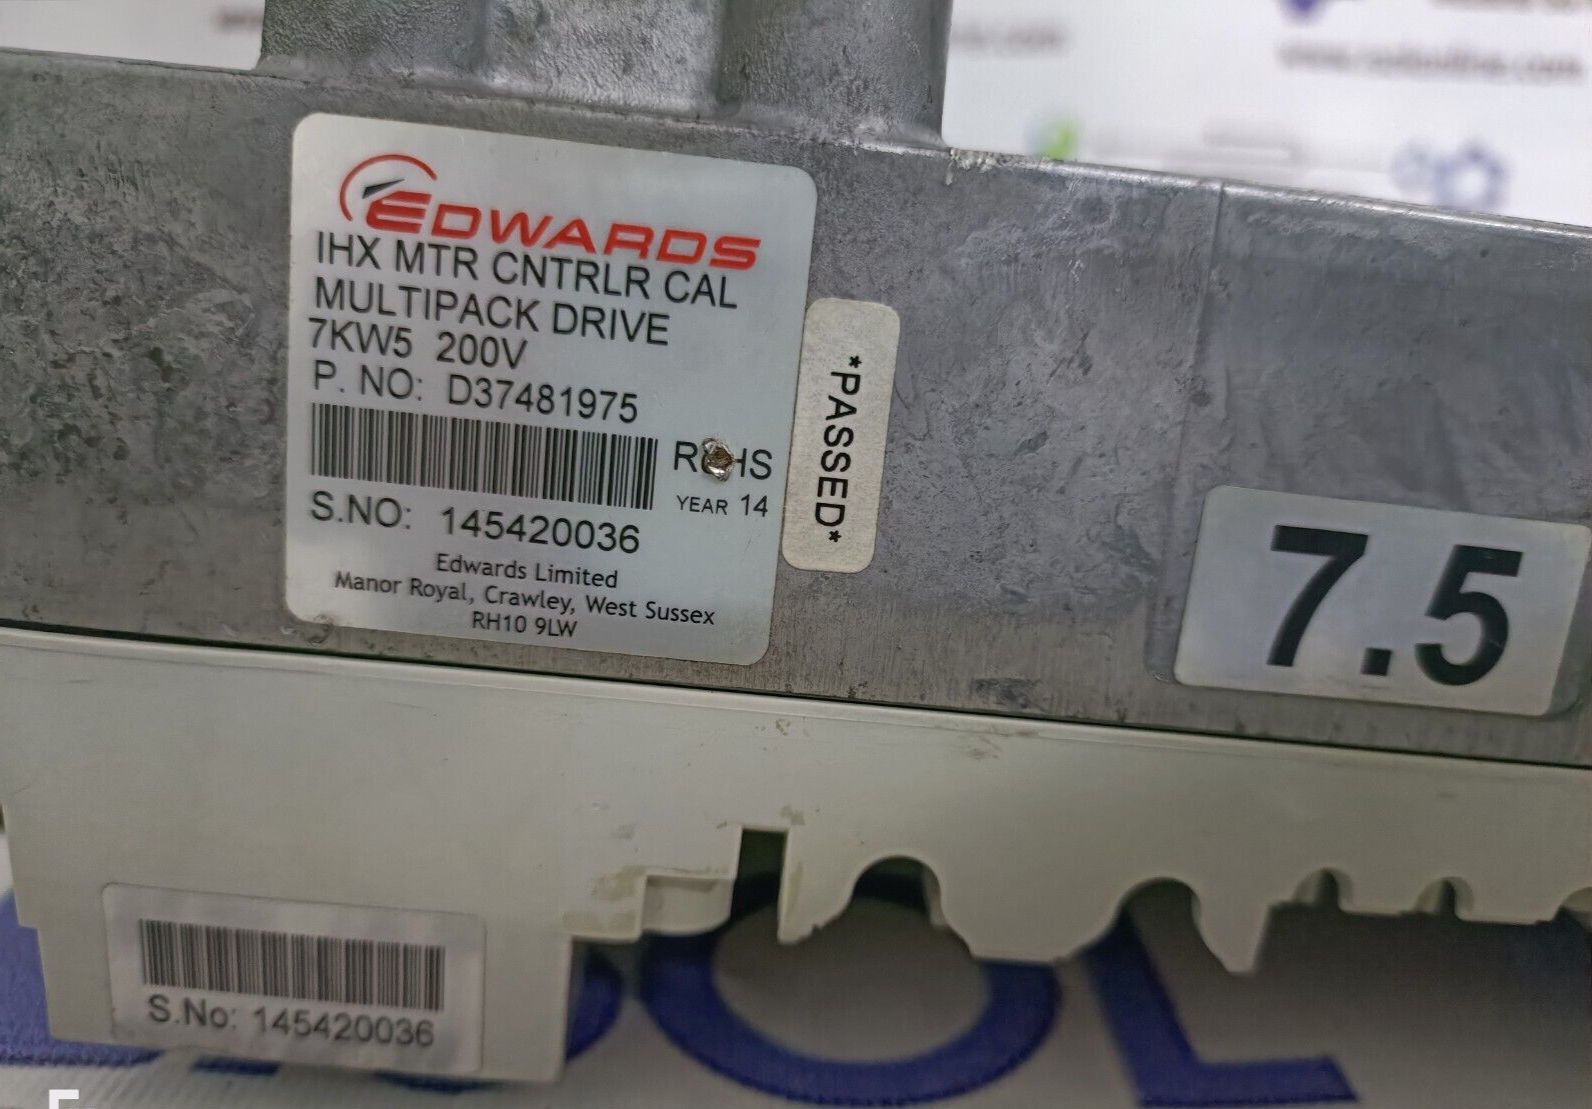 EDWARDS
IHX MTR CNTRLR CAL
MULTIPACK DRIVE
7KW5 200V
P. NO: D37481975
RoHS
YEAR 14
S.NO: 145420036
Edwards Limited
Manor Royal, Crawley, West Sussex
RH10 9LW
*PASSED*
7.5
S.No: 145420036